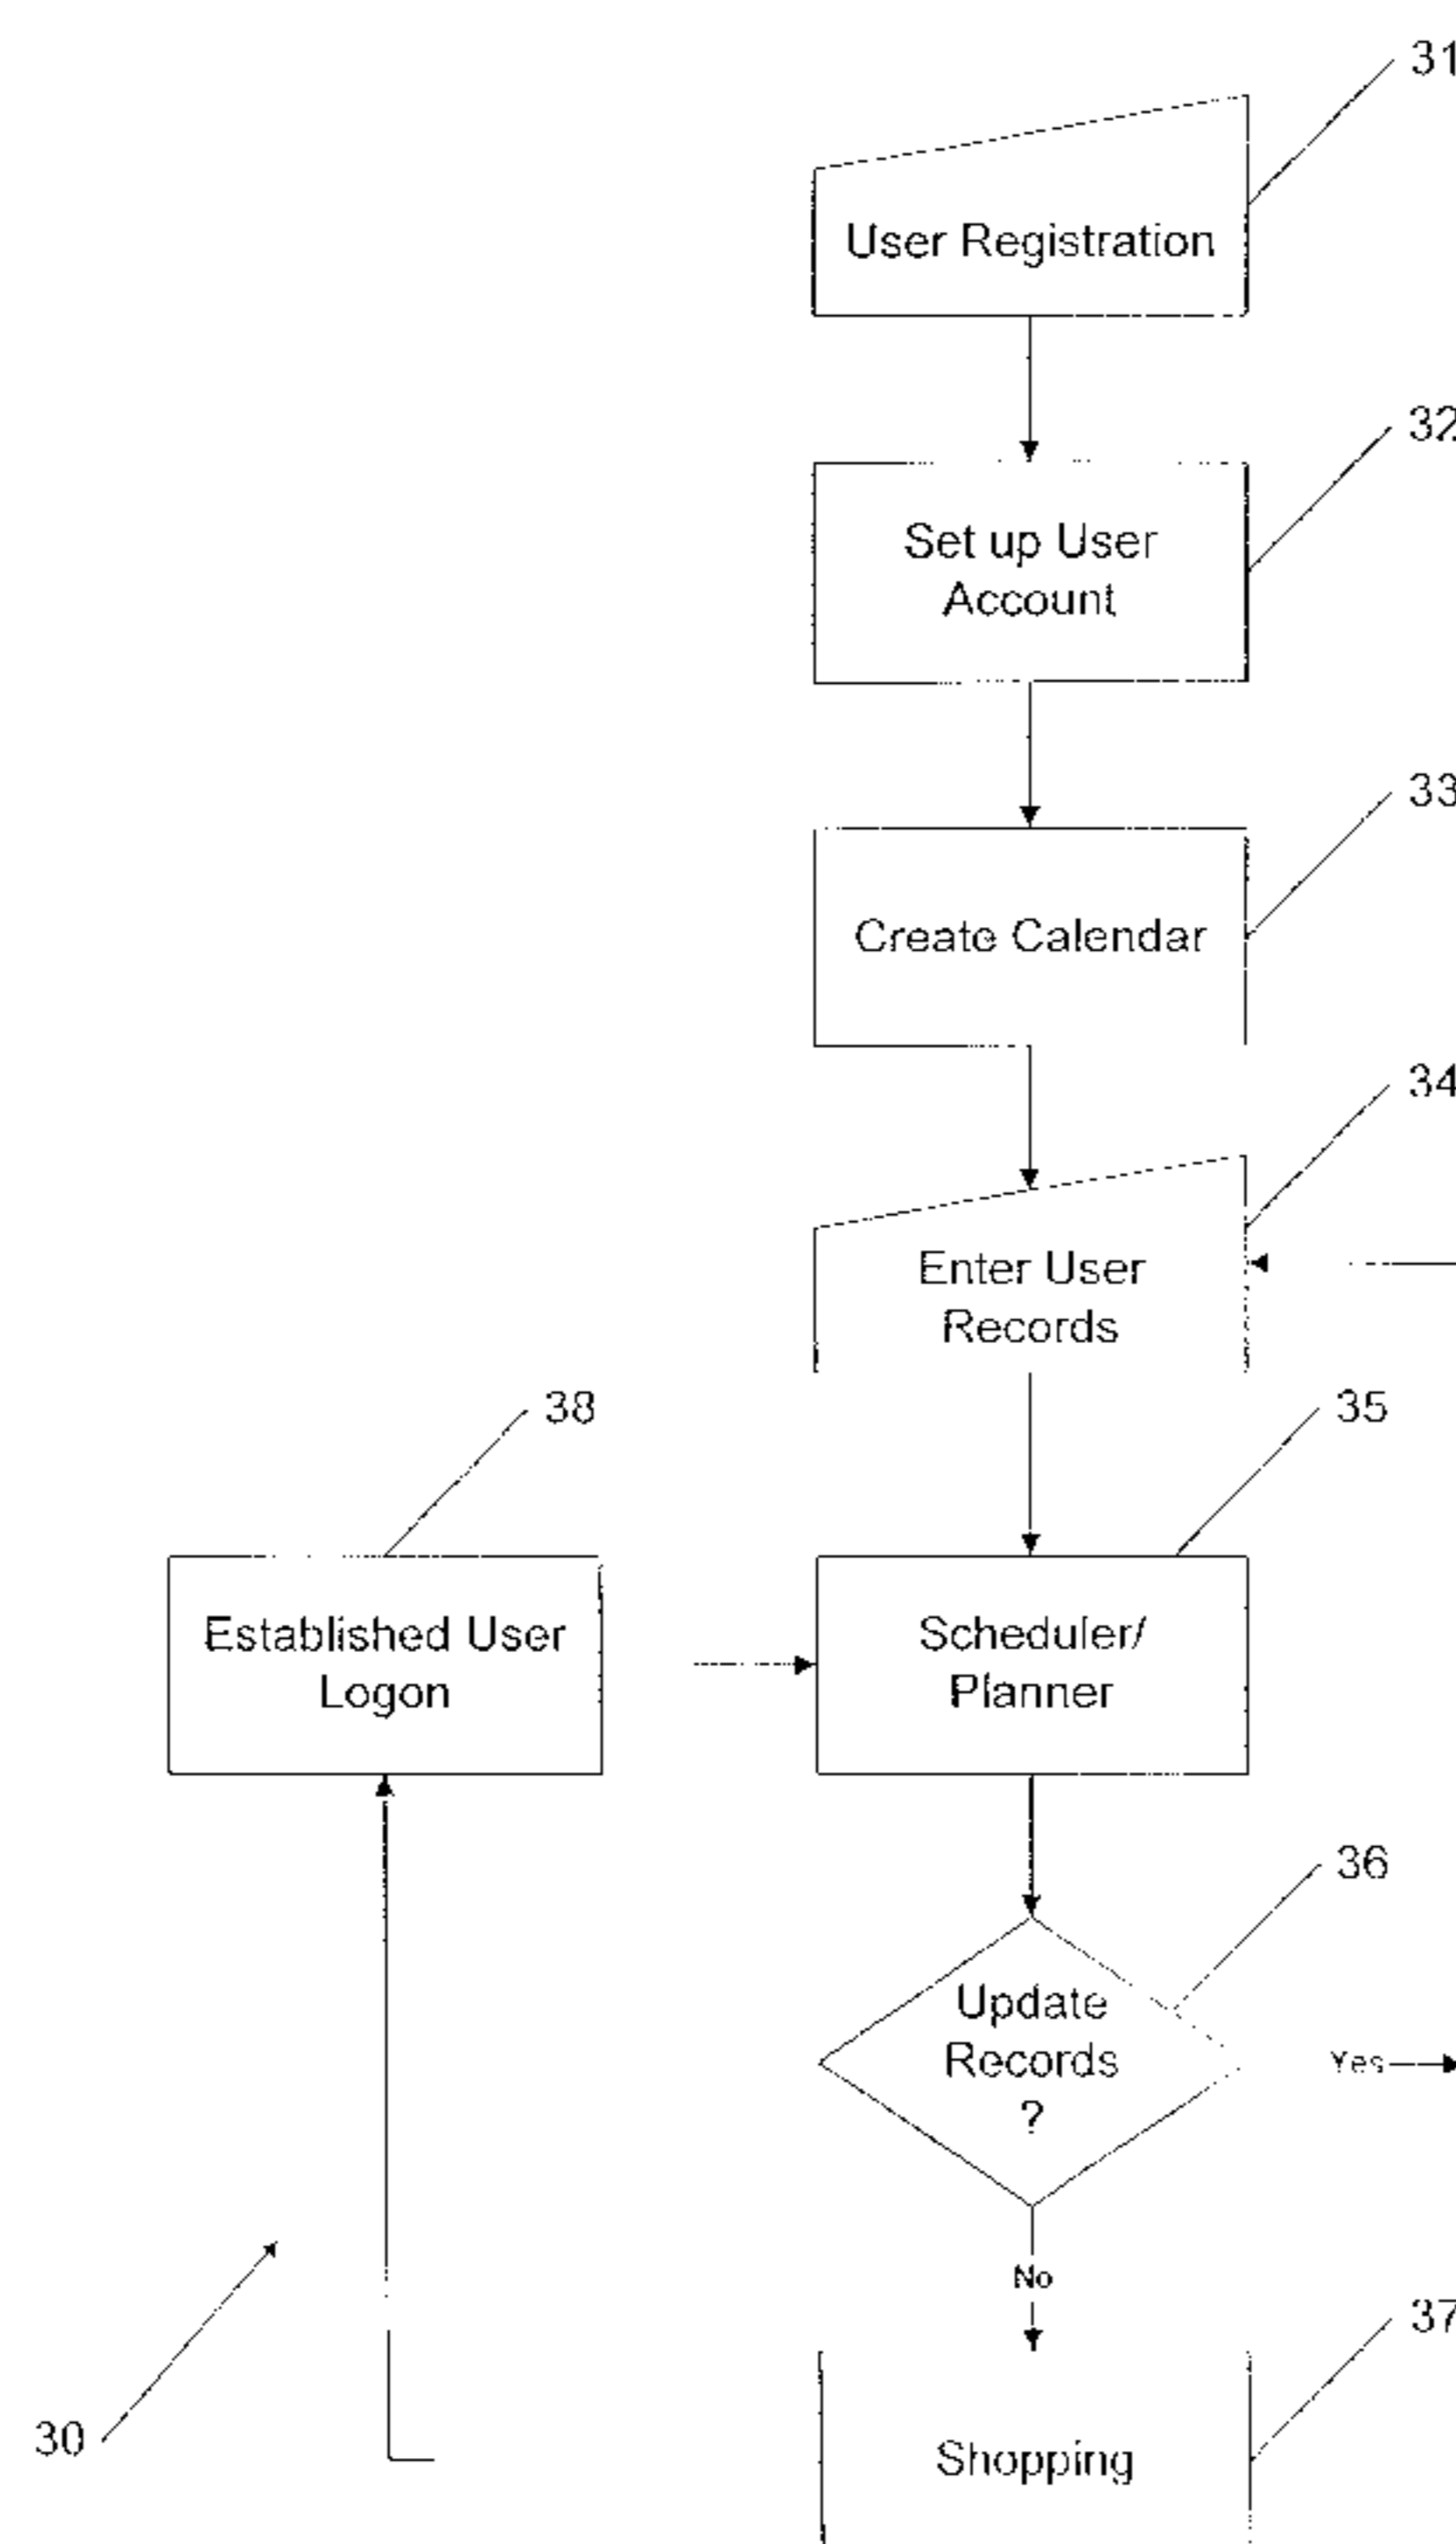 31
User Registration
32
Set up User
Account
33
Create Calendar
34
Enter User
Records
38
35
Established User
Logon
Scheduler/
Planner
36
Update
Records
?
Yes
No
37
30
Shopping